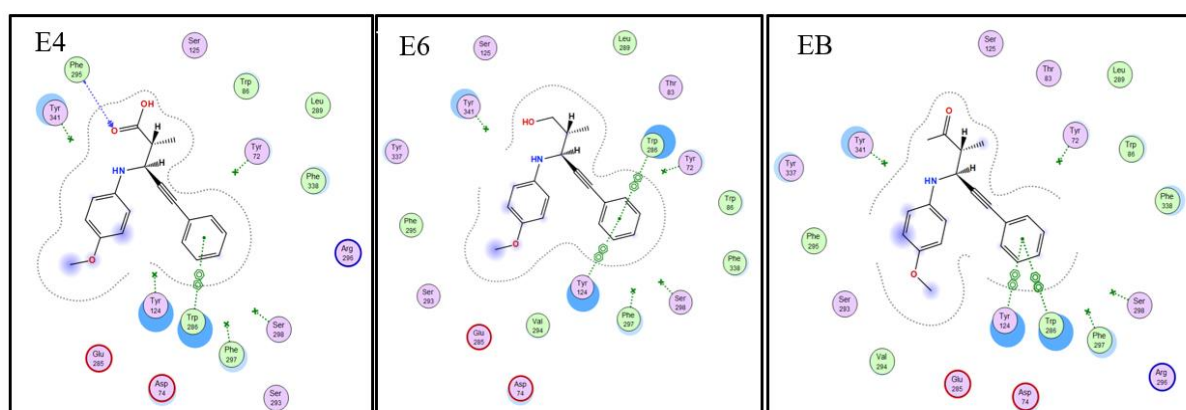 E4
Ser
125
Phe
295
Trp
86
Tyr
341
Leu
289
OH
O
H
Tyr
72
H
HN
Phe
338
O
Arg
296
Tyr
124
Trp
286
Ser
298
Glu
285
Phe
297
Asp
74
Ser
293
E6
Ser
125
Leu
289
Thr
83
Tyr
341
HO
H
Trp
286
Tyr
337
HN
H
Tyr
72
Trp
86
Phe
295
O
Phe
338
Ser
293
Tyr
124
Ser
298
Val
294
Phe
297
Glu
285
Asp
74
EB
Ser
125
Thr
83
Leu
289
O
Tyr
341
H
Tyr
72
Trp
86
Tyr
337
HN
H
Phe
338
Phe
295
O
Ser
293
Tyr
124
Trp
286
Ser
298
Phe
297
Val
294
Glu
285
Asp
74
Arg
296